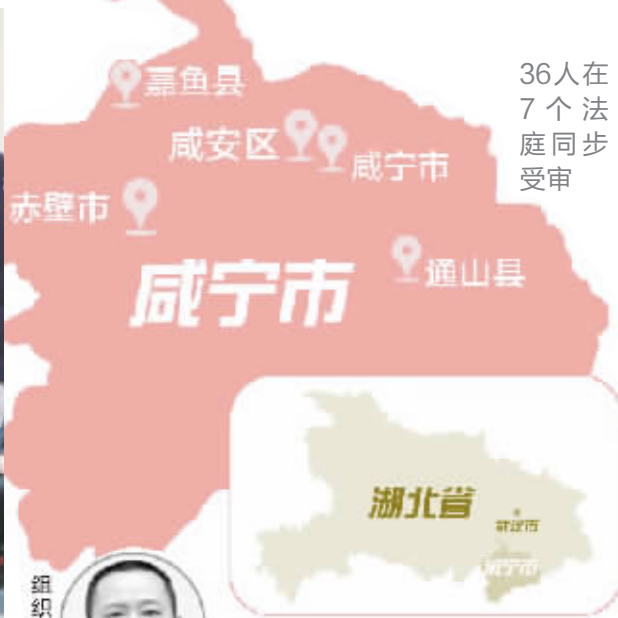 嘉鱼县
36人在
7个法
庭同步
受审
咸安区
咸宁市
赤壁市
通山县
咸宁市
湖北省
武汉市
咸宁市
组
织